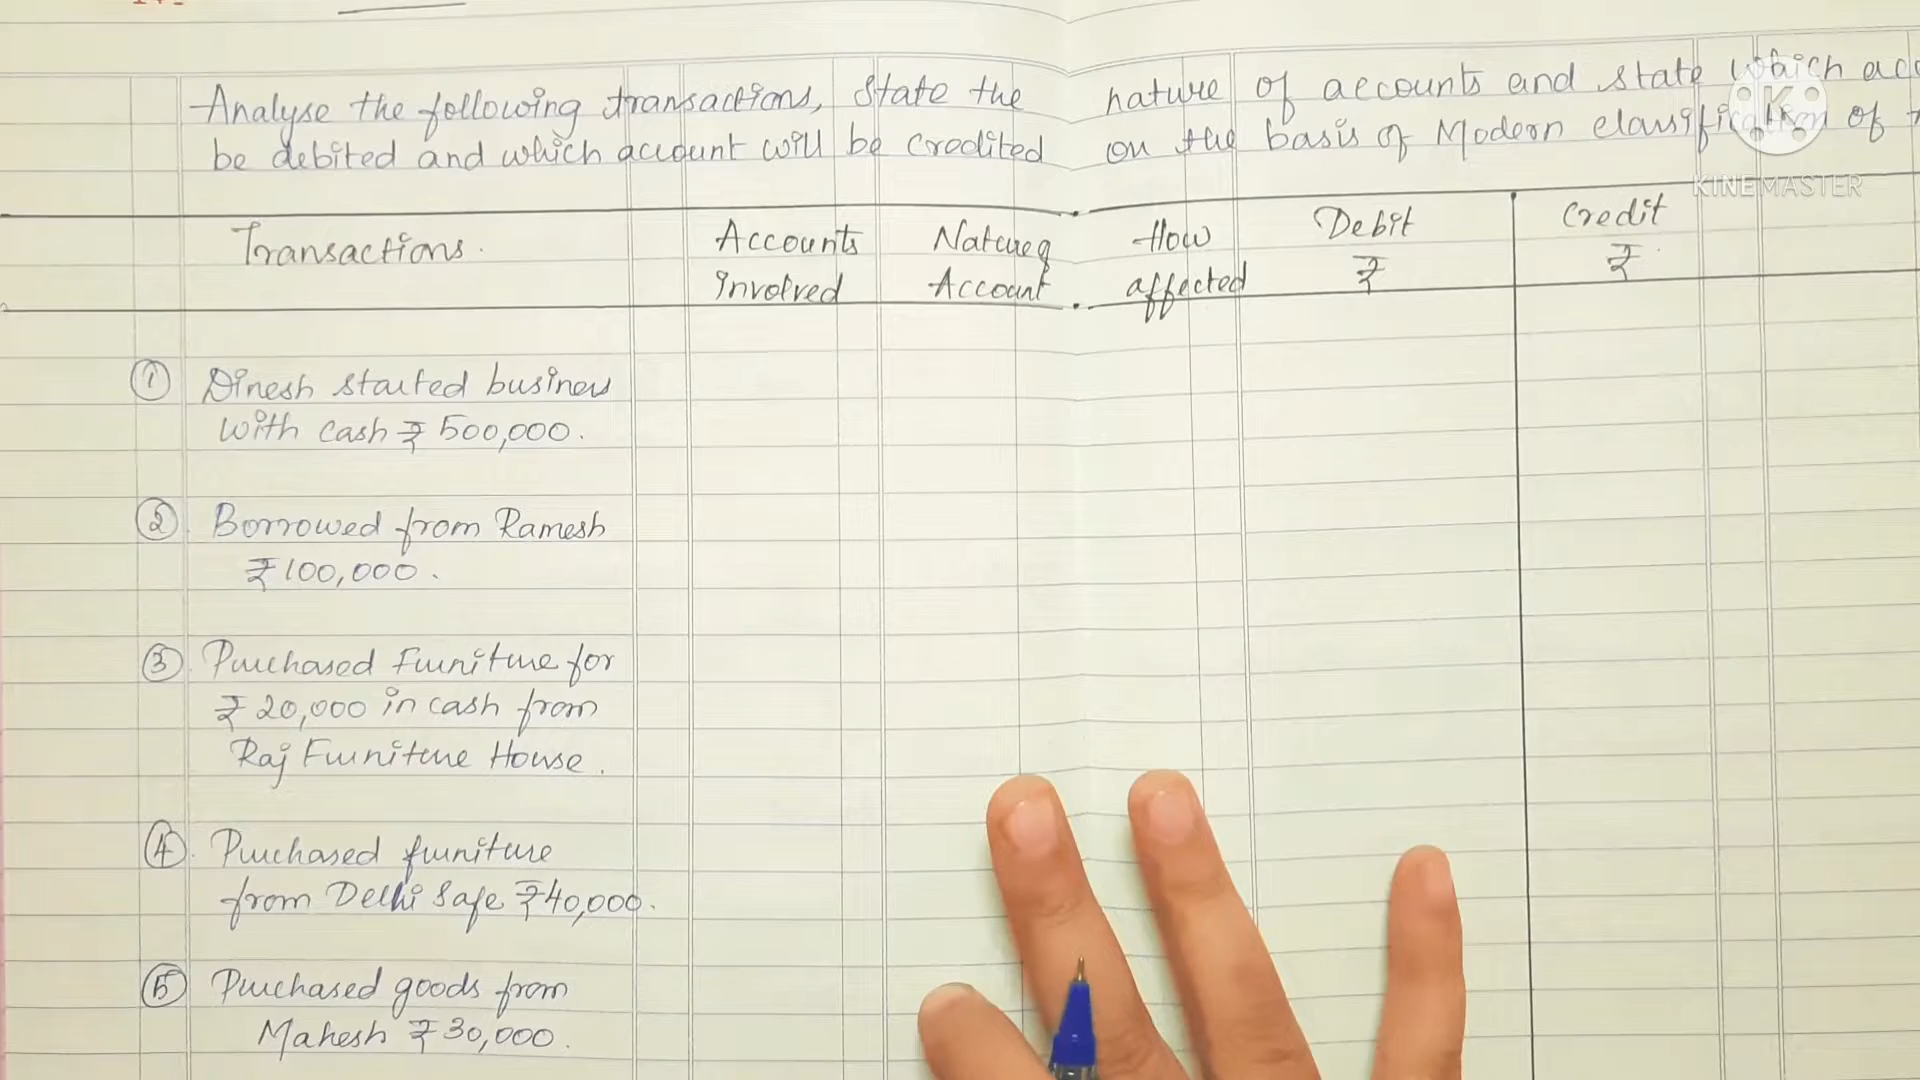 Analyse the following transactions, State the nature of accounts and state which
be debited and which account will be credited on the basis of Modern classification of
KINEMASTER
Transactions.
Accounts involved
Nature of Account
How affected
Debit ₹
Credit ₹
① Dinesh started business
with cash ₹ 500,000.
② Borrowed from Ramesh
₹ 100,000.
③ Purchased Furniture for
₹ 20,000 in cash from
Raj Furniture House.
④ Purchased furniture
from Delhi Safe ₹40,000.
⑤ Purchased goods from
Mahesh ₹ 30,000.